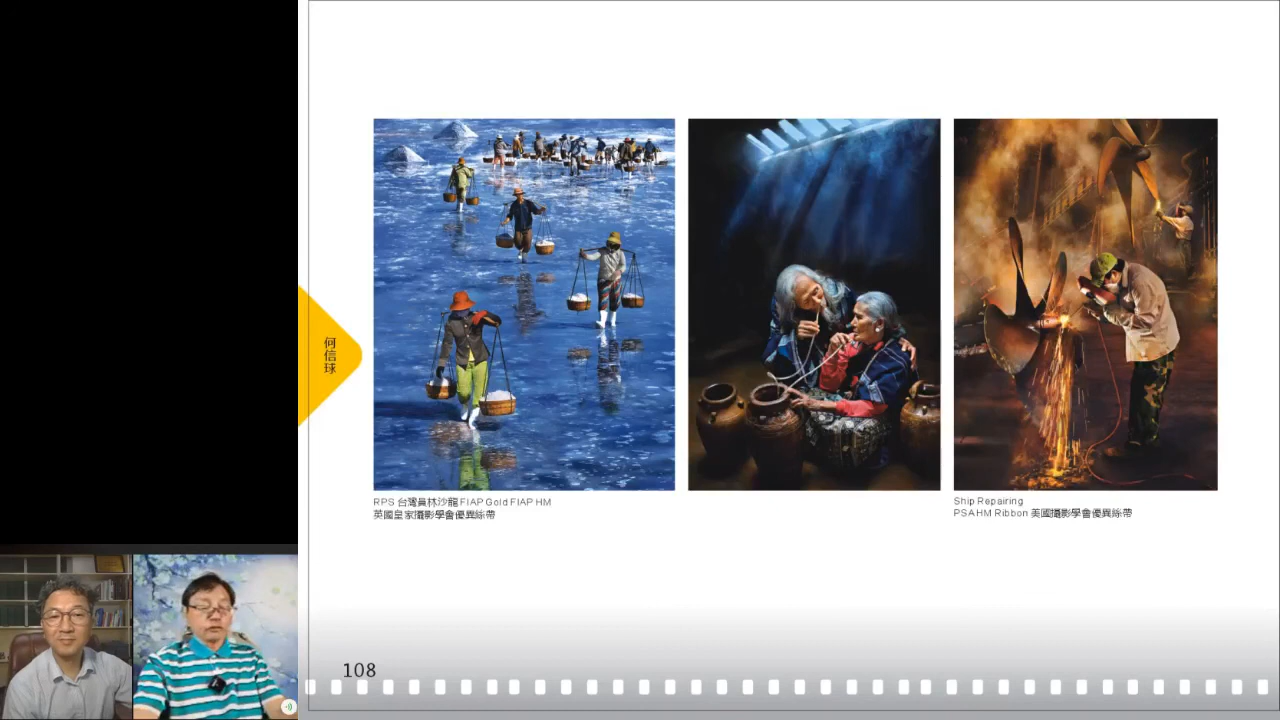 何信球
RPS 台灣員林沙龍 FIAP Gold FIAP HM
英國皇家攝影學會優異絲帶
Ship Repairing
PSA HM Ribbon 美國攝影學會優異絲帶
108